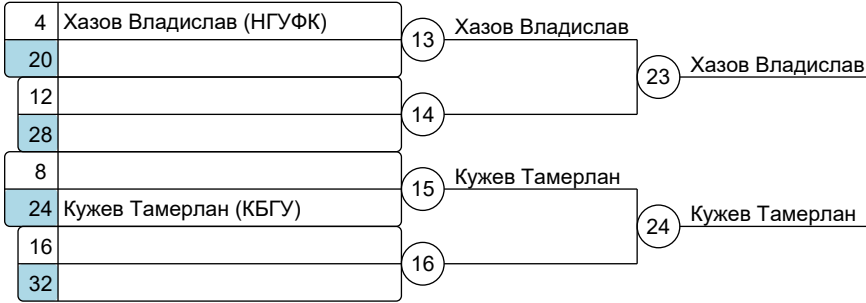 4 Хазов Владислав (НГУФК)
13 Хазов Владислав
20
23 Хазов Владислав
12
14
28
8
15 Кужев Тамерлан
24 Кужев Тамерлан (КБГУ)
24 Кужев Тамерлан
16
16
32